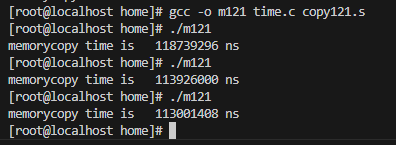 [root@localhost home]# gcc -o m121 time.c copy121.s
[root@localhost home]# ./m121
memorycopy time is   118739296 ns
[root@localhost home]# ./m121
memorycopy time is   113926000 ns
[root@localhost home]# ./m121
memorycopy time is   113001408 ns
[root@localhost home]#